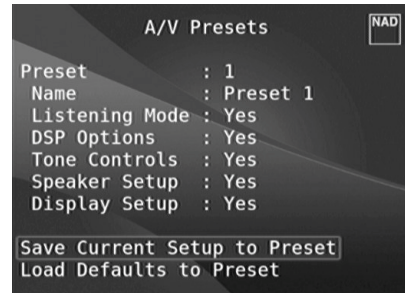 A/V Presets
NAD
Preset : 1
Name : Preset 1
Listening Mode : Yes
DSP Options : Yes
Tone Controls : Yes
Speaker Setup : Yes
Display Setup : Yes
Save Current Setup to Preset
Load Defaults to Preset